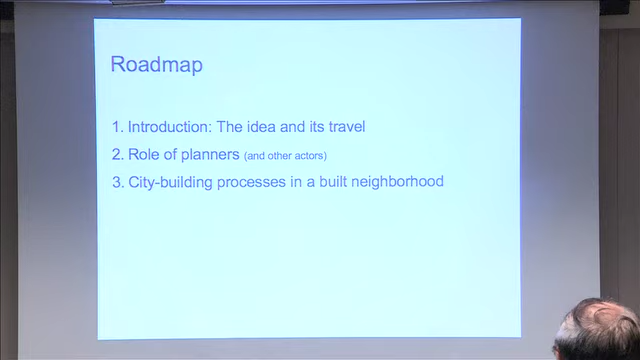 Roadmap
1. Introduction: The idea and its travel
2. Role of planners (and other actors)
3. City-building processes in a built neighborhood